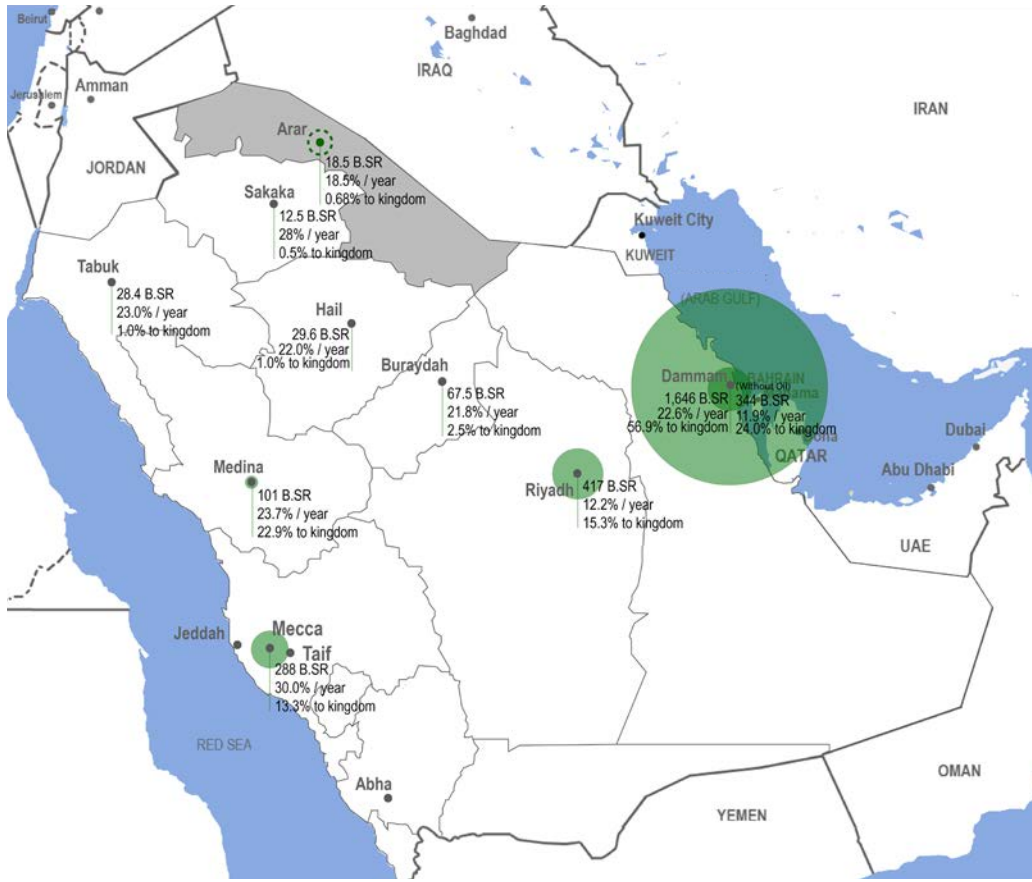 Beirut
Baghdad
IRAQ
Amman
Jerusalem
IRAN
Arar
JORDAN
18.5 B.SR
18.5% / year
0.68% to kingdom
Sakaka
12.5 B.SR
28% / year
0.5% to kingdom
Kuweit City
KUWEIT
Tabuk
28.4 B.SR
23.0% / year
1.0% to kingdom
(ARAB GULF)
Hail
29.6 B.SR
22.0% / year
1.0% to kingdom
Buraydah
67.5 B.SR
21.8% / year
2.5% to kingdom
Dammam
1,646 B.SR
22.6% / year
56.9% to kingdom
BAHRAIN
(Without Oil)
344 B.SR
11.9% / year
24.0% to kingdom
QATAR
Dubai
Abu Dhabi
Medina
101 B.SR
23.7% / year
22.9% to kingdom
Riyadh
417 B.SR
12.2% / year
15.3% to kingdom
UAE
Jeddah
Mecca
Taif
288 B.SR
30.0% / year
13.3% to kingdom
RED SEA
Abha
OMAN
YEMEN